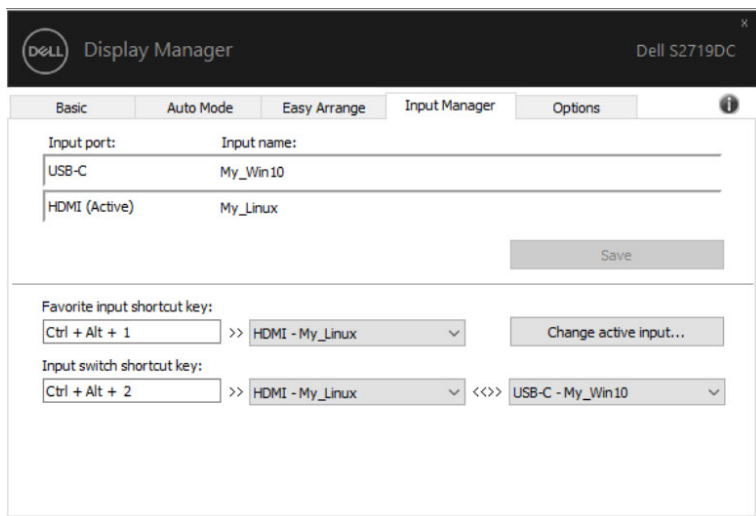 x
DELL Display Manager Dell S2719DC
Basic Auto Mode Easy Arrange Input Manager Options i
Input port: Input name:
USB-C My_Win10
HDMI (Active) My_Linux
Save
Favorite input shortcut key:
Ctrl + Alt + 1 >> HDMI - My_Linux Change active input...
Input switch shortcut key:
Ctrl + Alt + 2 >> HDMI - My_Linux <<>> USB-C - My_Win10